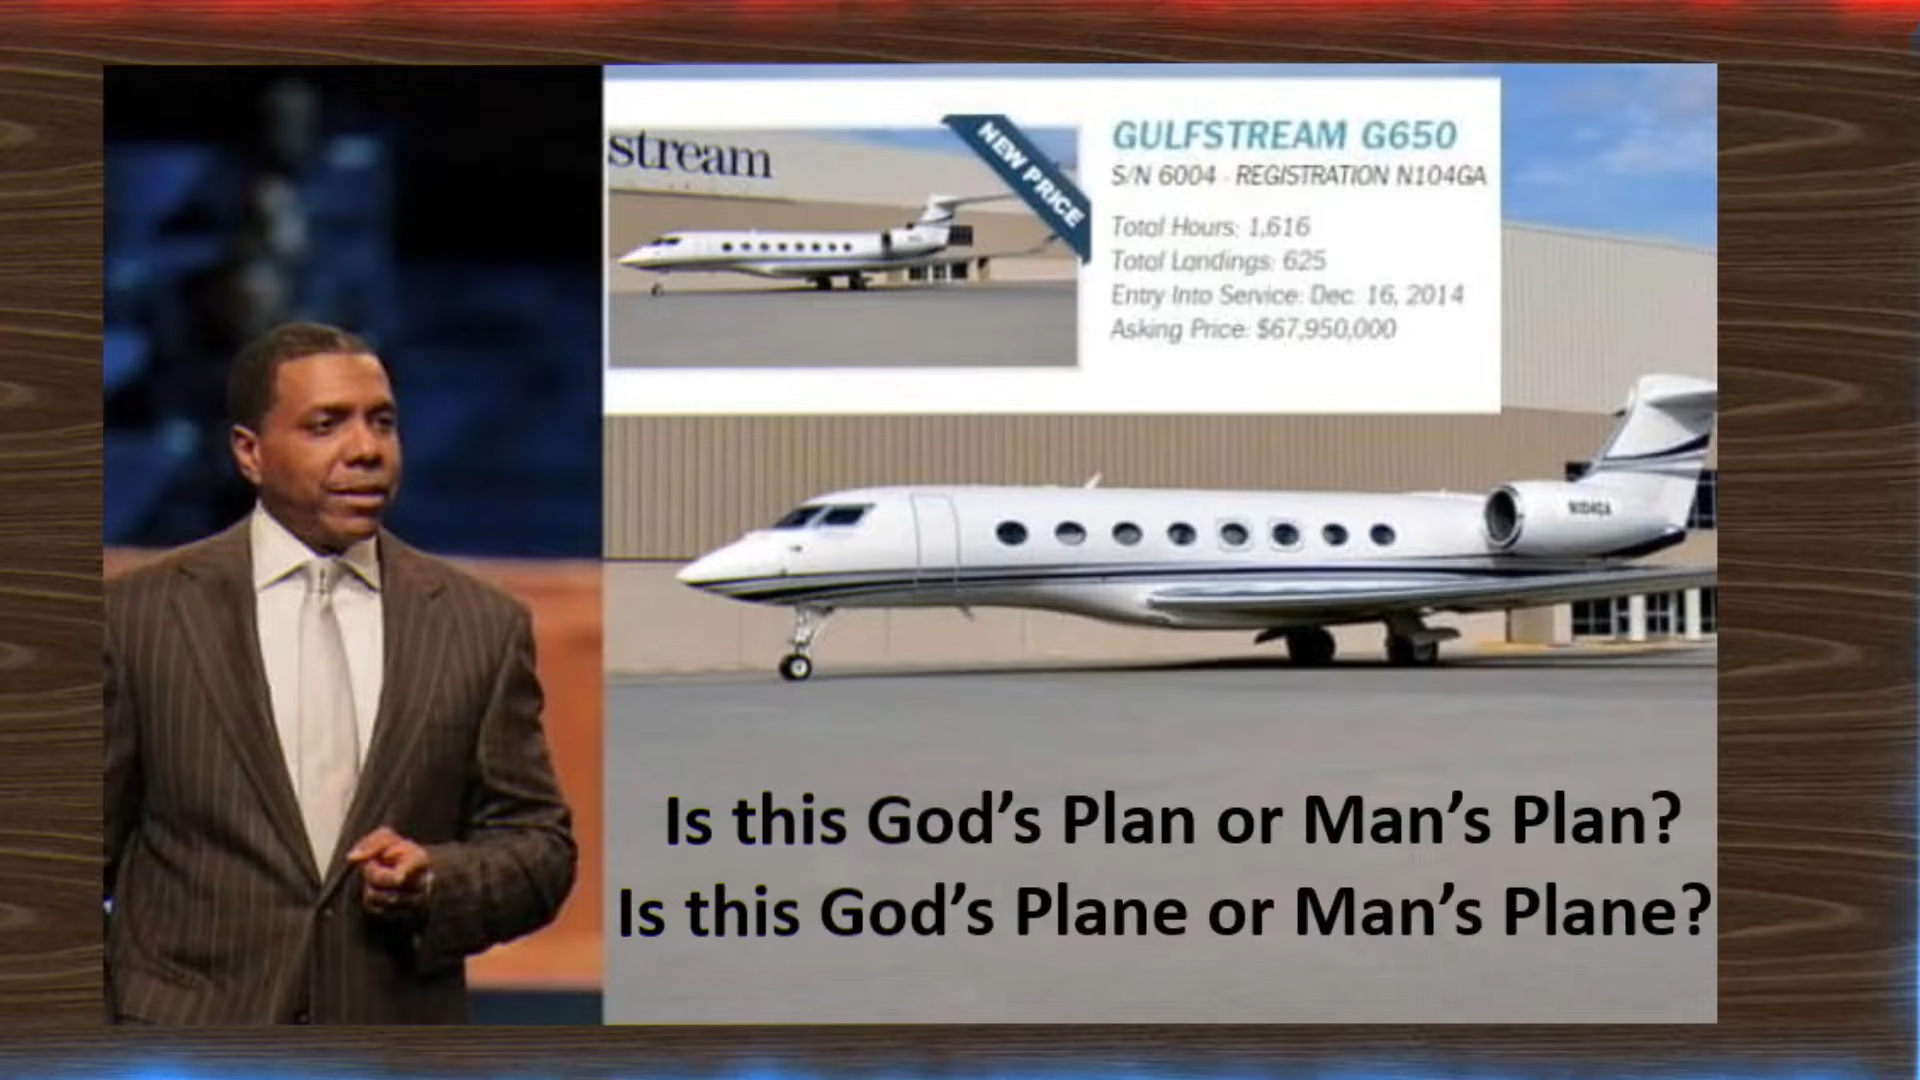 stream
NEW PRICE
GULFSTREAM G650
S/N 6004 - REGISTRATION N104GA
Total Hours: 1,616
Total Landings: 625
Entry Into Service: Dec. 16, 2014
Asking Price: $67,950,000
N104GA
Is this God's Plan or Man's Plan?
Is this God's Plane or Man's Plane?